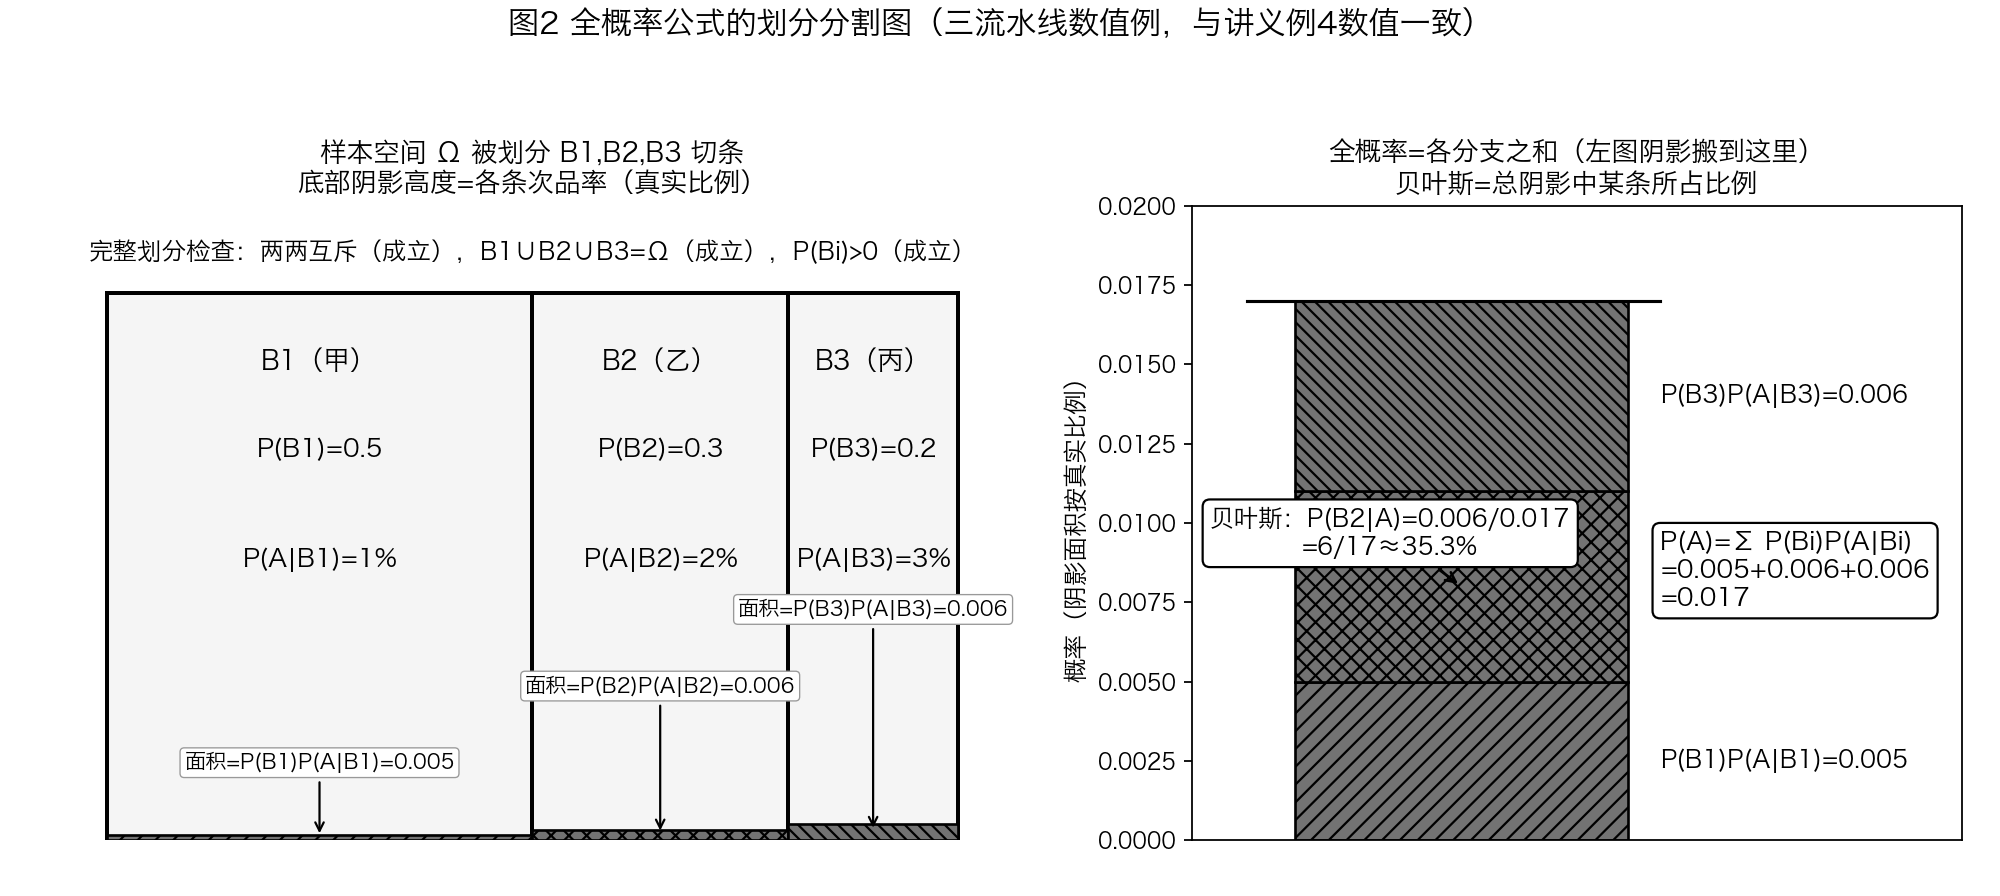 图2 全概率公式的划分分割图（三流水线数值例，与讲义例4数值一致）
样本空间 Ω 被划分 B1,B2,B3 切条
底部阴影高度=各条次品率（真实比例）
完整划分检查：两两互斥（成立），B1∪B2∪B3=Ω（成立），P(Bi)>0（成立）
B1（甲）
B2（乙）
B3（丙）
P(B1)=0.5
P(B2)=0.3
P(B3)=0.2
P(A|B1)=1%
P(A|B2)=2%
P(A|B3)=3%
面积=P(B3)P(A|B3)=0.006
面积=P(B2)P(A|B2)=0.006
面积=P(B1)P(A|B1)=0.005
全概率=各分支之和（左图阴影搬到这里）
贝叶斯=总阴影中某条所占比例
概率（阴影面积按真实比例）
0.0200
0.0175
0.0150
0.0125
0.0100
0.0075
0.0050
0.0025
0.0000
P(B3)P(A|B3)=0.006
贝叶斯：P(B2|A)=0.006/0.017
=6/17≈35.3%
P(A)=Σ P(Bi)P(A|Bi)
=0.005+0.006+0.006
=0.017
P(B1)P(A|B1)=0.005